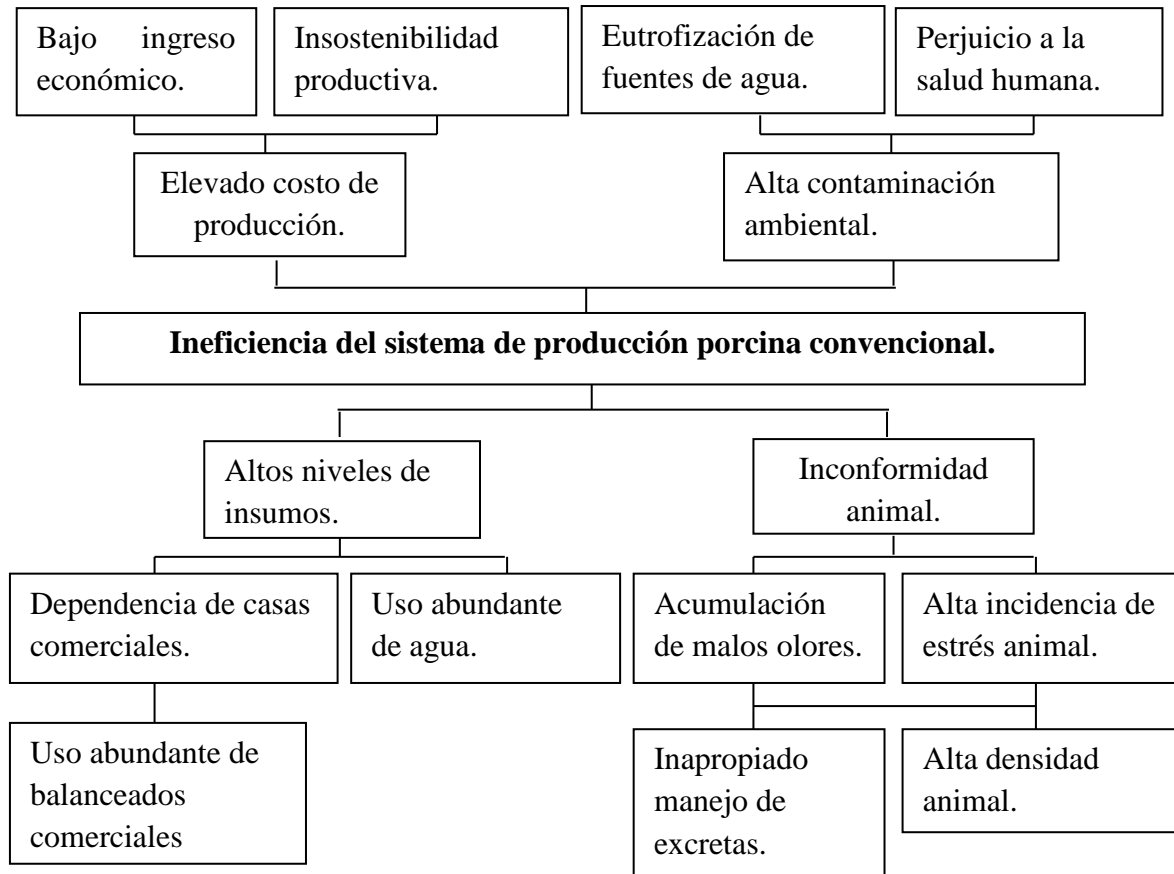 Bajo ingreso
económico.
Insostenibilidad
productiva.
Eutrofización de
fuentes de agua.
Perjuicio a la
salud humana.
Elevado costo de
producción.
Alta contaminación
ambiental.
Ineficiencia del sistema de producción porcina convencional.
Altos niveles de
insumos.
Inconformidad
animal.
Dependencia de casas
comerciales.
Uso abundante
de agua.
Acumulación
de malos olores.
Alta incidencia de
estrés animal.
Uso abundante de
balanceados
comerciales
Inapropiado
manejo de
excretas.
Alta densidad
animal.